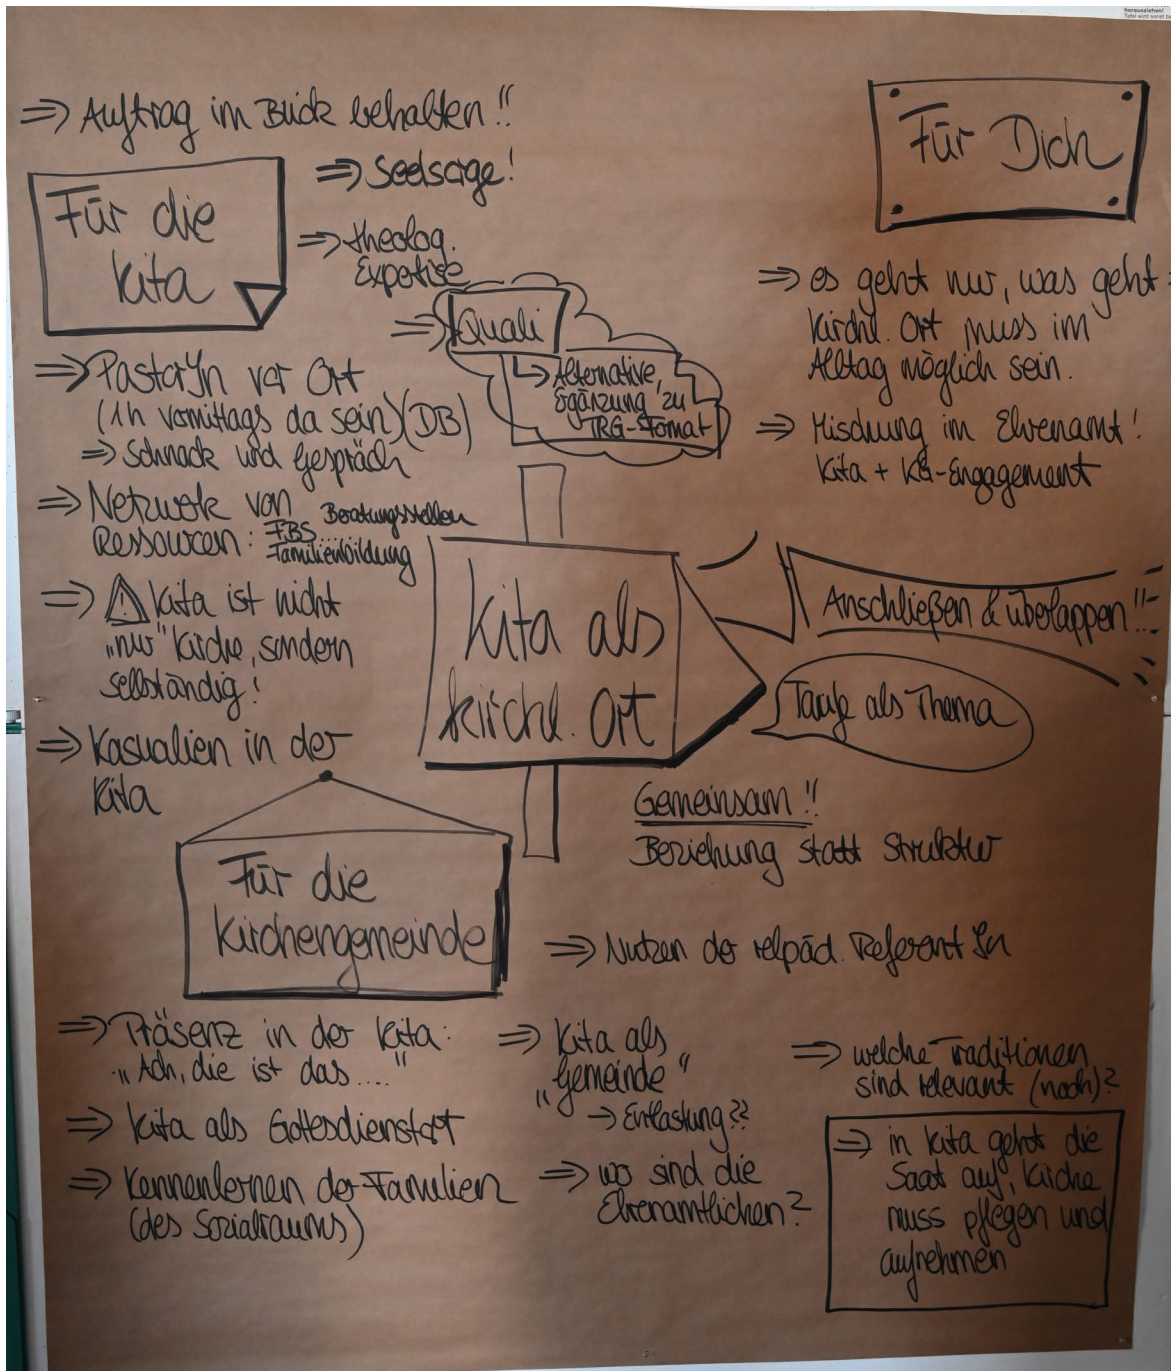 herausziehen!
⇒ Auftrag im Blick behalten!!
Für die
Kita
⇒ Seelsorge!
⇒ theolog.
Expertise
⇒ Quali
↳ Alternative,
Ergänzung zu
TRG-Format
⇒ PastorIn vor Ort
(1h vormittags da sein) (DB)
⇒ Schnack und Gespräch
⇒ Netzwerk von
Ressourcen: FBS Beratungsstellen
Familienbildung
⇒ ⚠ Kita ist nicht
„nur" Kirche, sondern
selbständig!
⇒ Kasualien in der
Kita
Für Dich
⇒ es geht nur, was geht
Kirchl. Ort muss im
Alltag möglich sein.
⇒ Mischung im Ehrenamt!
Kita + KG-Engagement
Kita als
kirchl. Ort
Anschließen & überlappen!!
Taufe als Thema
Gemeinsam!!
Beziehung statt Struktur
Für die
Kirchengemeinde
⇒ Nutzen der relpäd. ReferentIn
⇒ Präsenz in der Kita:
„Ach, die ist das...."
⇒ Kita als Gottesdienstort
⇒ Kennenlernen der Familien
(des Sozialraums)
⇒ Kita als
„Gemeinde"
→ Entlastung??
⇒ wo sind die
Ehrenamtlichen?
⇒ welche Traditionen
sind relevant (noch)?
⇒ in Kita geht die
Saat auf, Kirche
muss pflegen und
aufnehmen